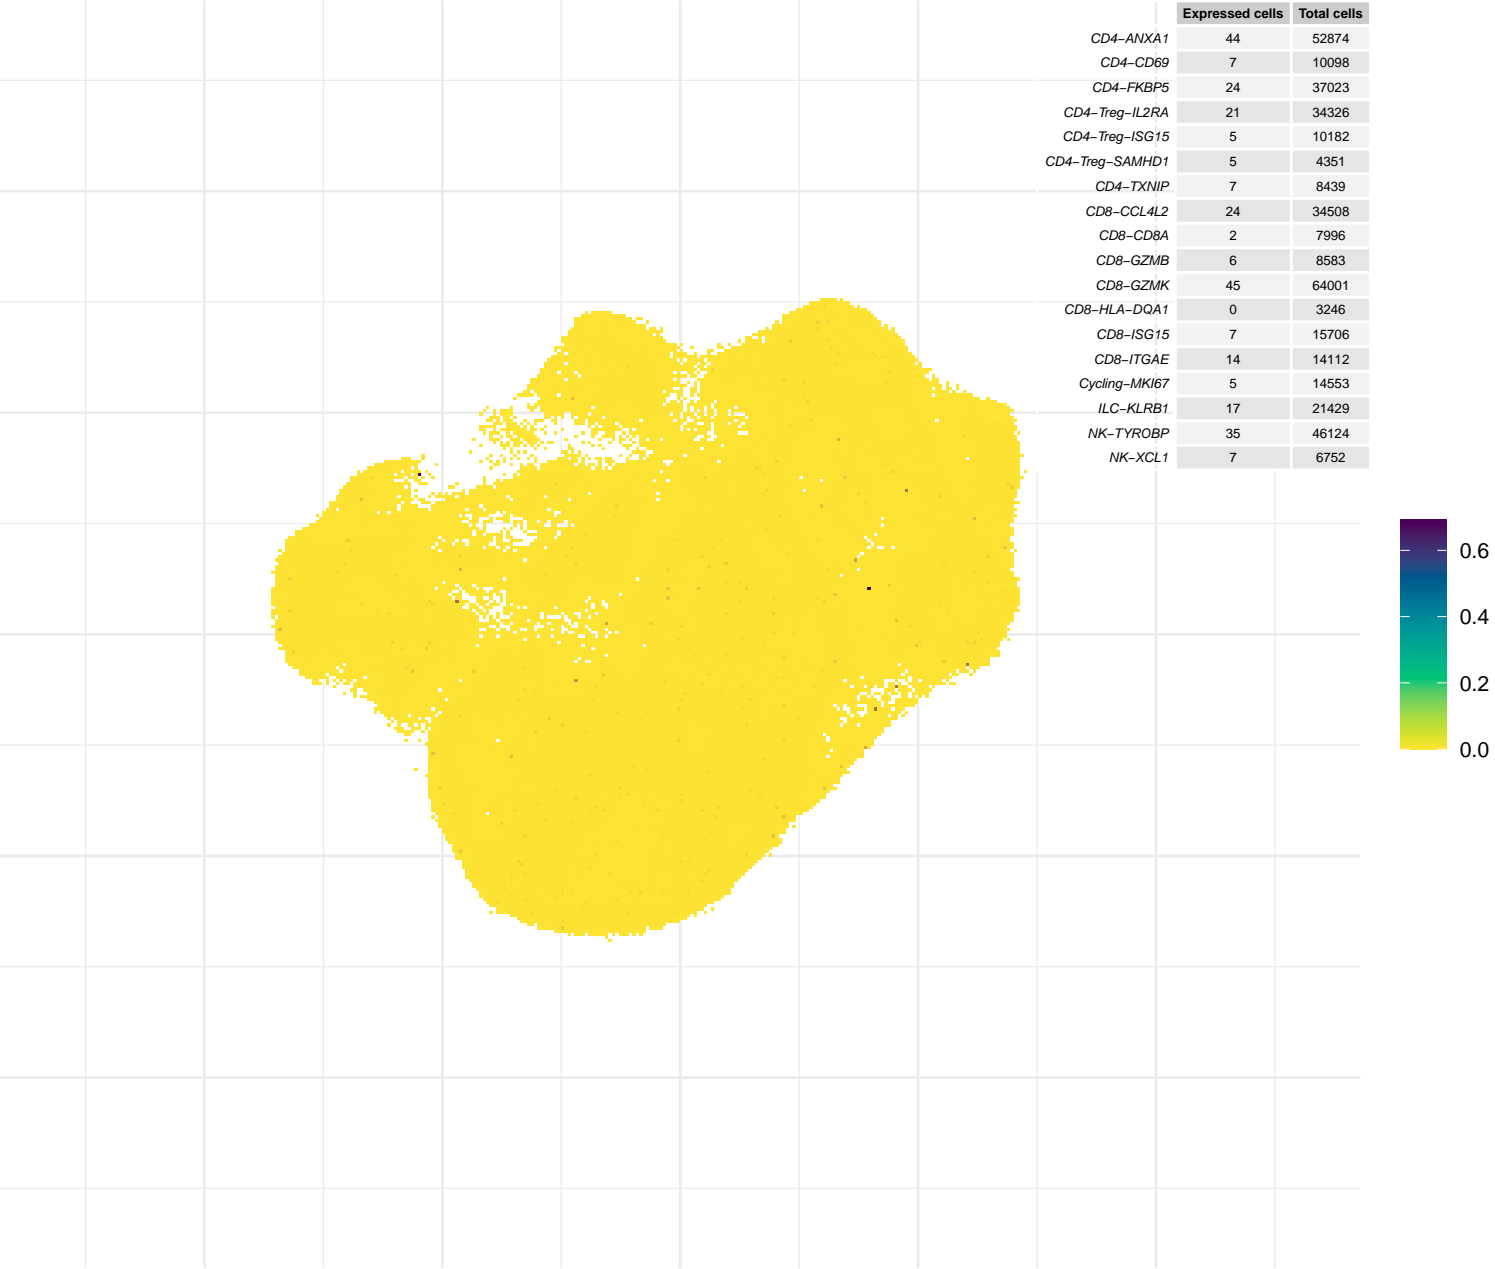 Expressed cells Total cells
CD4−ANXA1 44 52874
CD4−CD69 7 10098
CD4−FKBP5 24 37023
CD4−Treg−IL2RA 21 34326
CD4−Treg−ISG15 5 10182
CD4−Treg−SAMHD1 5 4351
CD4−TXNIP 7 8439
CD8−CCL4L2 24 34508
CD8−CD8A 2 7996
CD8−GZMB 6 8583
CD8−GZMK 45 64001
CD8−HLA−DQA1 0 3246
CD8−ISG15 7 15706
CD8−ITGAE 14 14112
Cycling−MKI67 5 14553
ILC−KLRB1 17 21429
NK−TYROBP 35 46124
NK−XCL1 7 6752
0.6
0.4
0.2
0.0